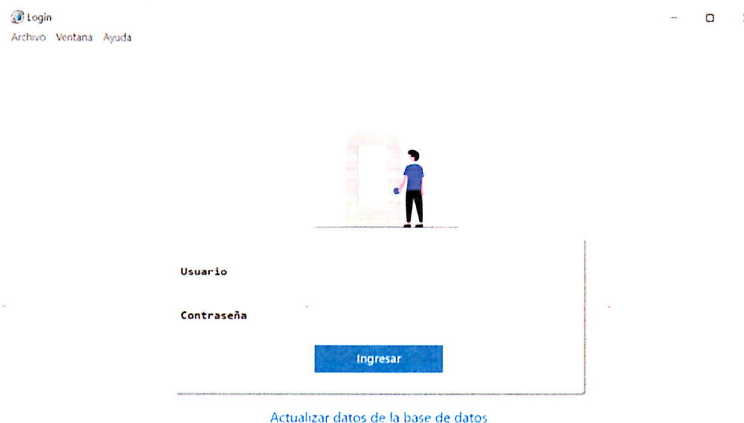 Login
Archivo Ventana Ayuda
Usuario
Contraseña
Ingresar
Actualizar datos de la base de datos